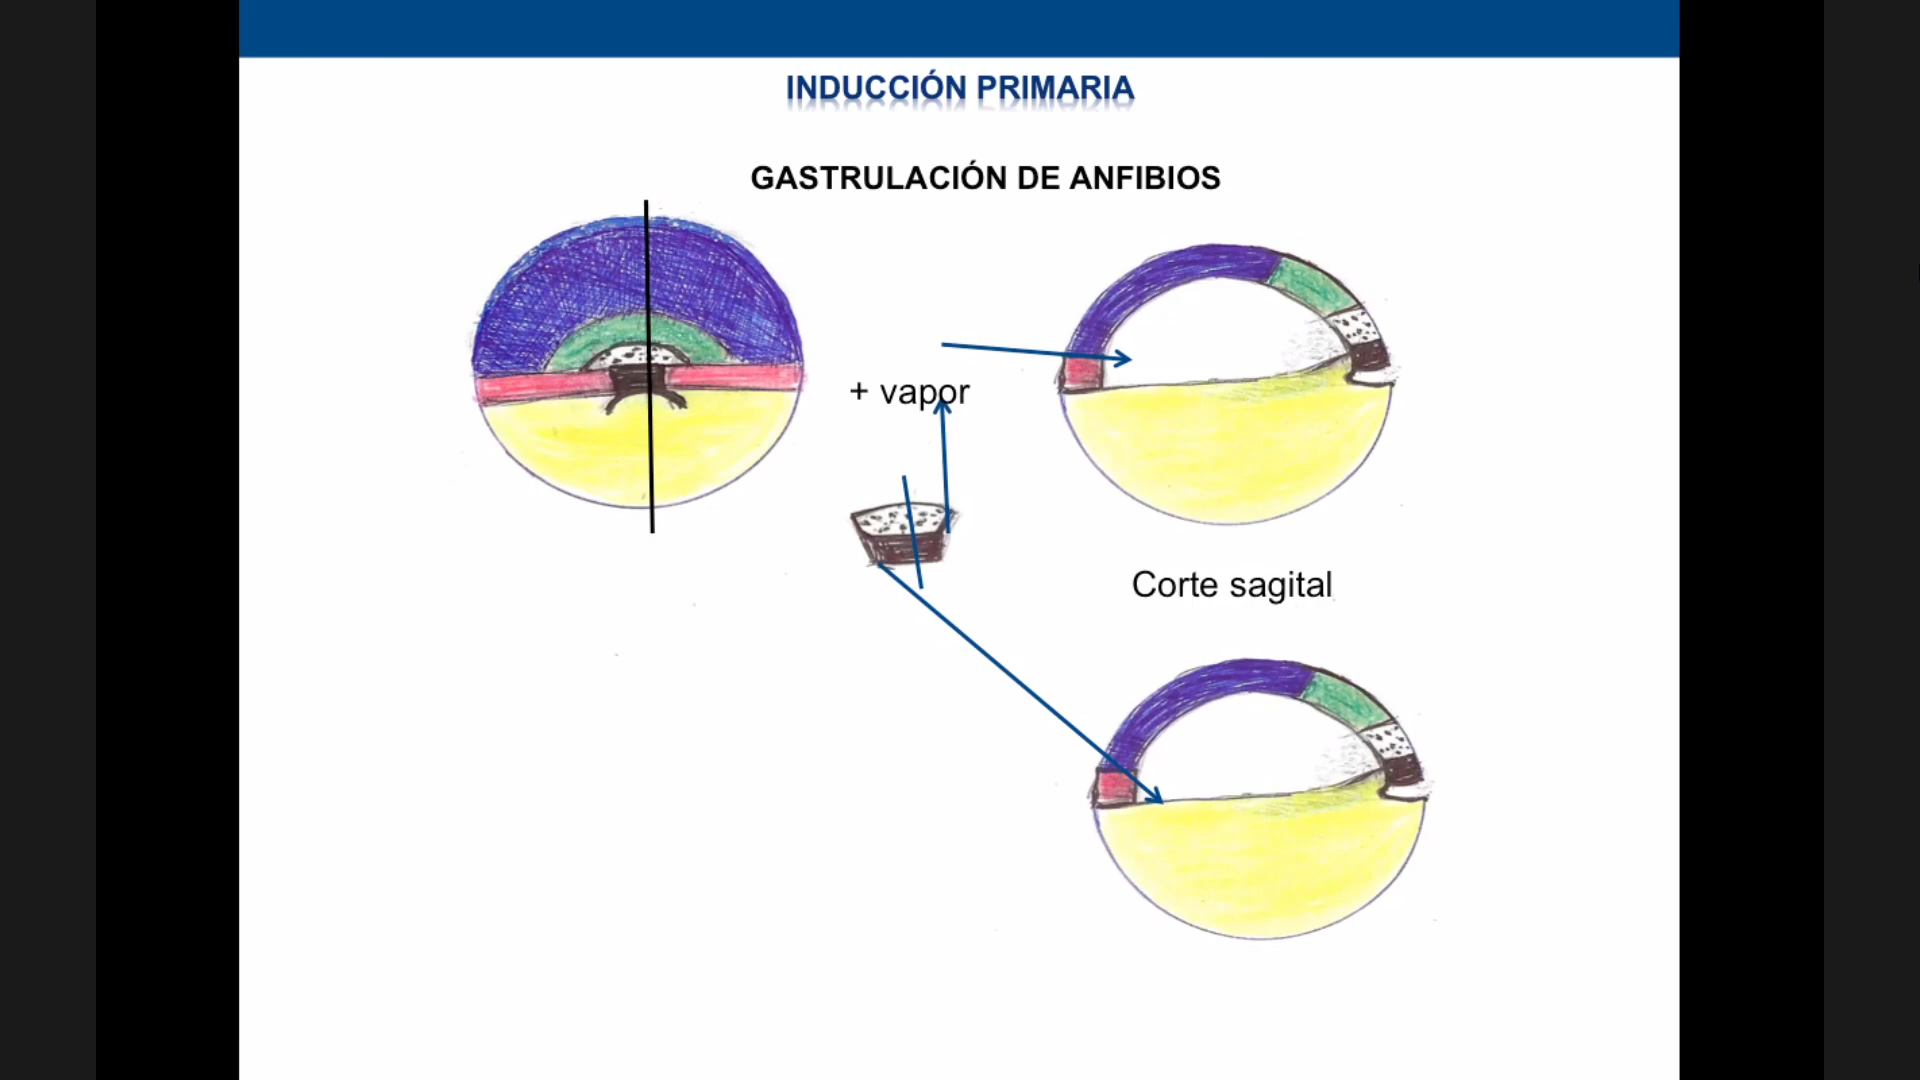 INDUCCIÓN PRIMARIA
GASTRULACIÓN DE ANFIBIOS
+ vapor
Corte sagital